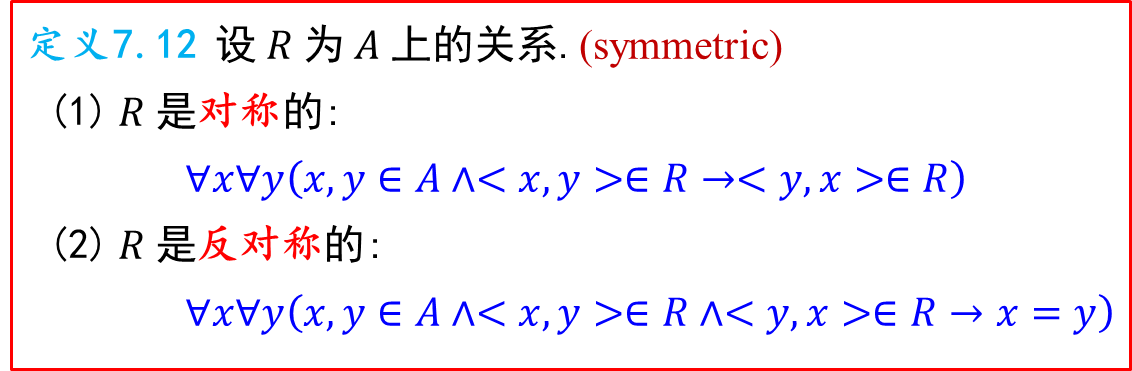 定义7.12 设 R 为 A 上的关系. (symmetric)
(1) R 是对称的:
∀x∀y(x, y ∈ A ∧< x, y >∈ R →< y, x >∈ R)
(2) R 是反对称的:
∀x∀y(x, y ∈ A ∧< x, y >∈ R ∧< y, x >∈ R → x = y)